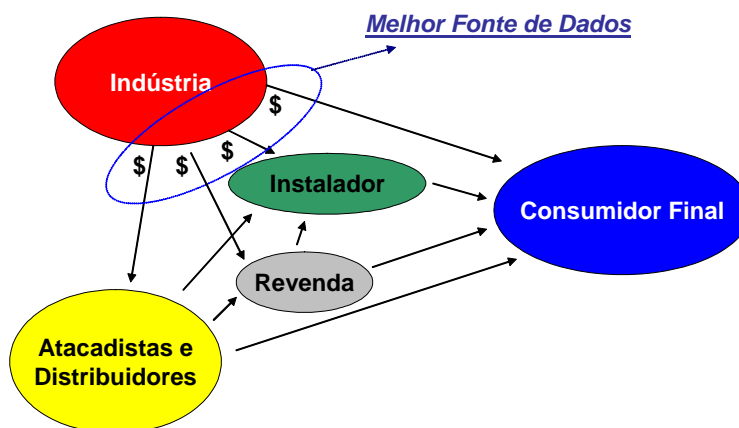 Melhor Fonte de Dados
Indústria
$
$
$
$
Instalador
Consumidor Final
Revenda
Atacadistas e
Distribuidores